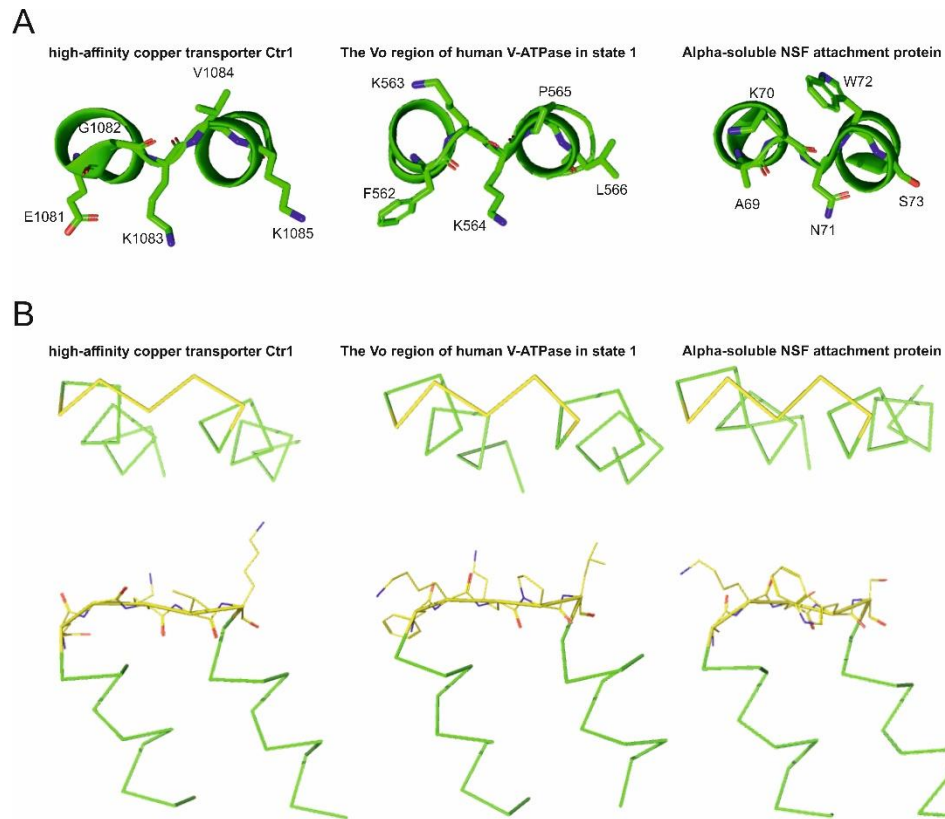 A
high-affinity copper transporter Ctr1
The Vo region of human V-ATPase in state 1
Alpha-soluble NSF attachment protein
V1084
G1082
E1081
K1083
K1085
K563
P565
F562
K564
L566
K70
W72
A69
N71
S73
B
high-affinity copper transporter Ctr1
The Vo region of human V-ATPase in state 1
Alpha-soluble NSF attachment protein